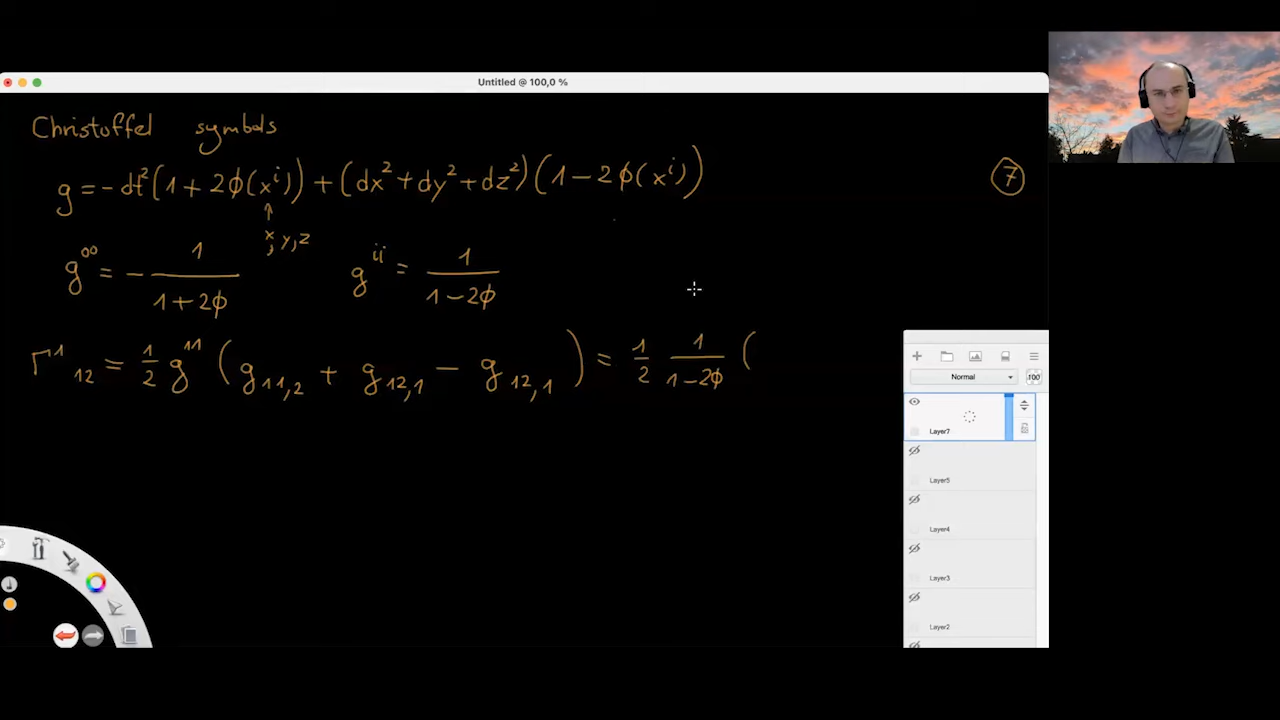 Untitled @ 100,0 %
Christoffel symbols
g = -dt²(1+2ϕ(xⁱ)) + (dx²+dy²+dz²)(1-2ϕ(xⁱ))
⑦
↑
x,y,z
g⁰⁰ = - 1/(1+2ϕ) gⁱⁱ = 1/(1-2ϕ)
Γ¹₁₂ = 1/2 g¹¹ (g₁₁,₂ + g₁₂,₁ - g₁₂,₁) = 1/2 1/(1-2ϕ) (
100
Normal
Layer7
Layer5
Layer4
Layer3
Layer2